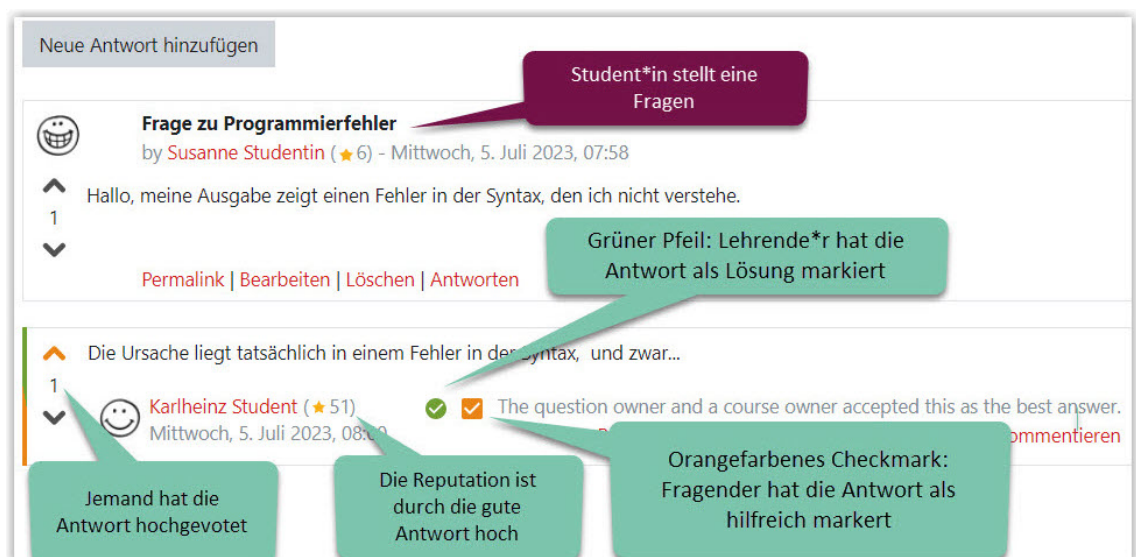 Neue Antwort hinzufügen
Student*in stellt eine
Fragen
Frage zu Programmierfehler
by Susanne Studentin (★6) - Mittwoch, 5. Juli 2023, 07:58
Hallo, meine Ausgabe zeigt einen Fehler in der Syntax, den ich nicht verstehe.
1
Grüner Pfeil: Lehrende*r hat die
Antwort als Lösung markiert
Permalink | Bearbeiten | Löschen | Antworten
Die Ursache liegt tatsächlich in einem Fehler in der Syntax, und zwar...
1
Karlheinz Student (★51)
The question owner and a course owner accepted this as the best answer.
Mittwoch, 5. Juli 2023,
Orangefarbenes Checkmark:
Fragender hat die Antwort als
hilfreich markert
Die Reputation ist
durch die gute
Antwort hoch
Jemand hat die
Antwort hochgevotet